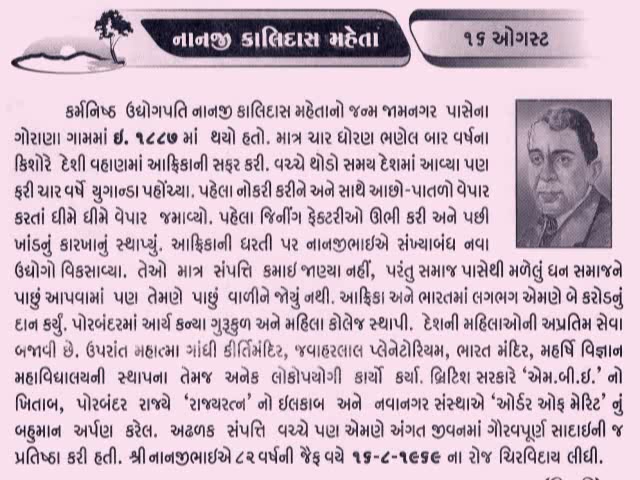 નાનજી કાલિદાસ મહેતા
૧૬ ઓગસ્ટ
કર્મનિષ્ઠ ઉદ્યોગપતિ નાનજી કાલિદાસ મહેતાનો જન્મ જામનગર પાસેના
ગોરાણા ગામમાં ઇ. ૧૮૮૭ માં થયો હતો. માત્ર ચાર ધોરણ ભણેલ બાર વર્ષના
કિશોરે દેશી વહાણમાં આફ્રિકાની સફર કરી. વચ્ચે થોડો સમય દેશમાં આવ્યા પણ
ફરી ચાર વર્ષે યુગાન્ડા પહોંચ્યા. પહેલા નોકરી કરીને અને સાથે આછો-પાતળો વેપાર
કરતાં ધીમે ધીમે વેપાર જમાવ્યો. પહેલા જિનીંગ ફેક્ટરીઓ ઊભી કરી અને પછી
ખાંડનું કારખાનું સ્થાપ્યું. આફ્રિકાની ધરતી પર નાનજીભાઈએ સંખ્યાબંધ નવા
ઉદ્યોગો વિકસાવ્યા. તેઓ માત્ર સંપત્તિ કમાઇ જાણ્યા નહીં, પરંતુ સમાજ પાસેથી મળેલું ધન સમાજને
પાછું આપવામાં પણ તેમણે પાછું વાળીને જોયું નથી. આફ્રિકા અને ભારતમાં લગભગ એમણે બે કરોડનું
દાન કર્યું. પોરબંદરમાં આર્ય કન્યા ગુરૂકુળ અને મહિલા કોલેજ સ્થાપી. દેશની મહિલાઓની અપ્રતિમ સેવા
બજાવી છે. ઉપરાંત મહાત્મા ગાંધી કીર્તિમંદિર, જવાહરલાલ પ્લેનેટોરિયમ, ભારત મંદિર, મહર્ષિ વિજ્ઞાન
મહાવિદ્યાલયની સ્થાપના તેમજ અનેક લોકોપયોગી કાર્યો કર્યા. બ્રિટિશ સરકારે ‘એમ.બી.ઇ.’ નો
ખિતાબ, પોરબંદર રાજ્યે ‘રાજ્યરત્ન’ નો ઇલકાબ અને નવાનગર સંસ્થાએ ‘ઓર્ડર ઓફ મેરિટ’ નું
બહુમાન અર્પણ કરેલ. અઢળક સંપત્તિ વચ્ચે પણ એમણે અંગત જીવનમાં ગૌરવપૂર્ણ સાદાઇની જ
પ્રતિષ્ઠા કરી હતી. શ્રી નાનજીભાઈએ ૮૨ વર્ષની જૈફ વયે ૧૬-૮-૧૯૬૯ ના રોજ ચિરવિદાય લીધી.